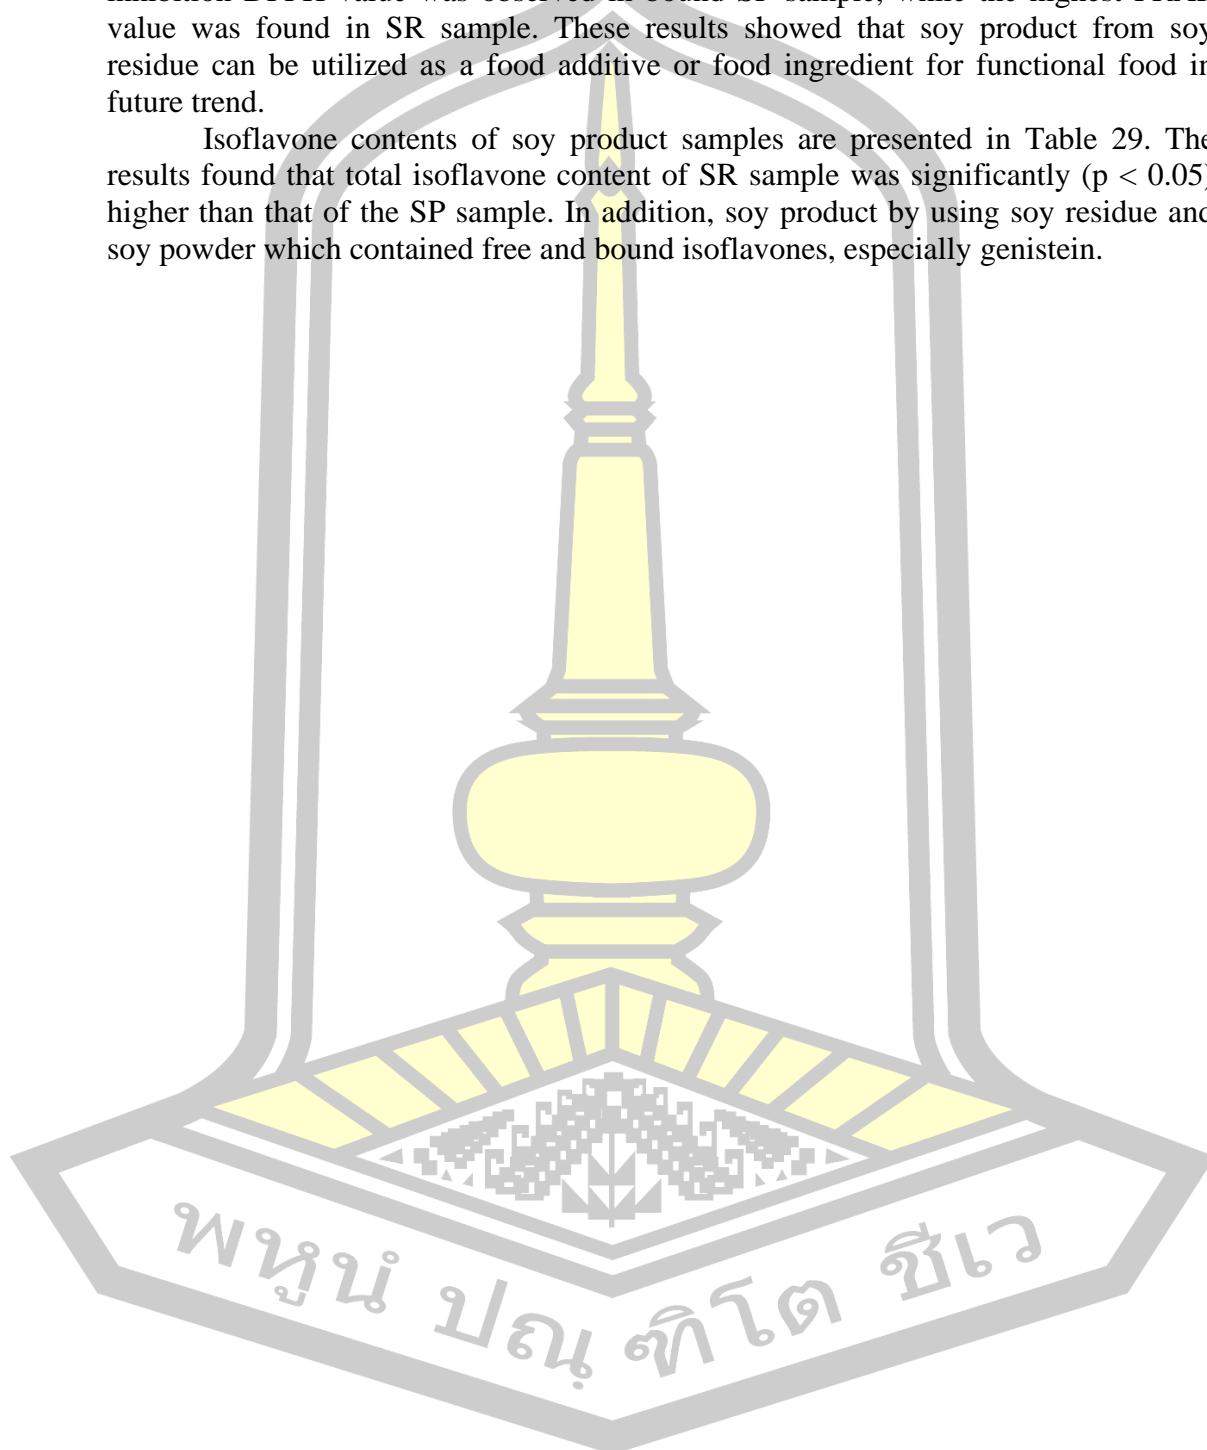 value was found in SR sample. These results showed that soy product from soy
residue can be utilized as a food additive or food ingredient for functional food in
future trend.
Isoflavone contents of soy product samples are presented in Table 29. The
results found that total isoflavone content of SR sample was significantly (p < 0.05)
higher than that of the SP sample. In addition, soy product by using soy residue and
soy powder which contained free and bound isoflavones, especially genistein.
พหูนํ ปณฺฑิโต ชีเว